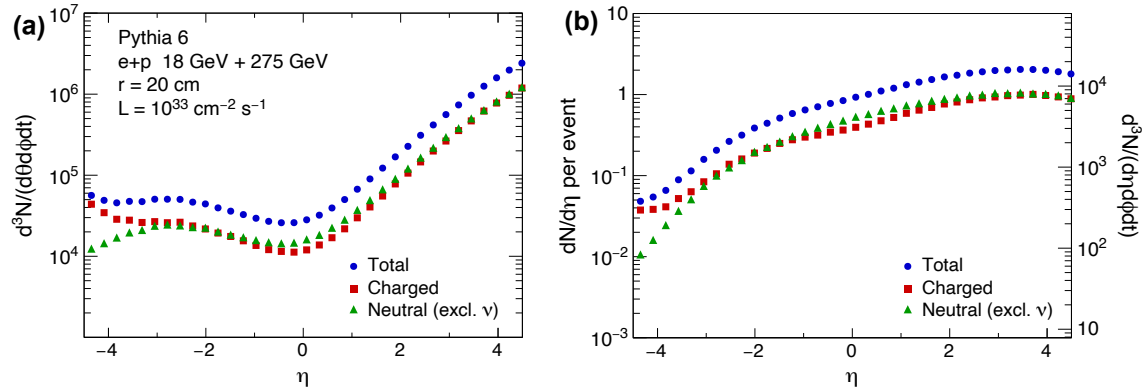 (a)
10⁷
10⁶
10⁵
10⁴
d³N/(dθdϕdt)
Pythia 6
e+p 18 GeV + 275 GeV
r = 20 cm
L = 10³³ cm⁻² s⁻¹
Total
Charged
Neutral (excl. ν)
−4 −2 0 2 4
η
(b)
10
1
10⁻¹
10⁻²
10⁻³
dN/dη per event
Total
Charged
Neutral (excl. ν)
10⁴
10³
10²
10
d³N/(dηdϕdt)
−4 −2 0 2 4
η